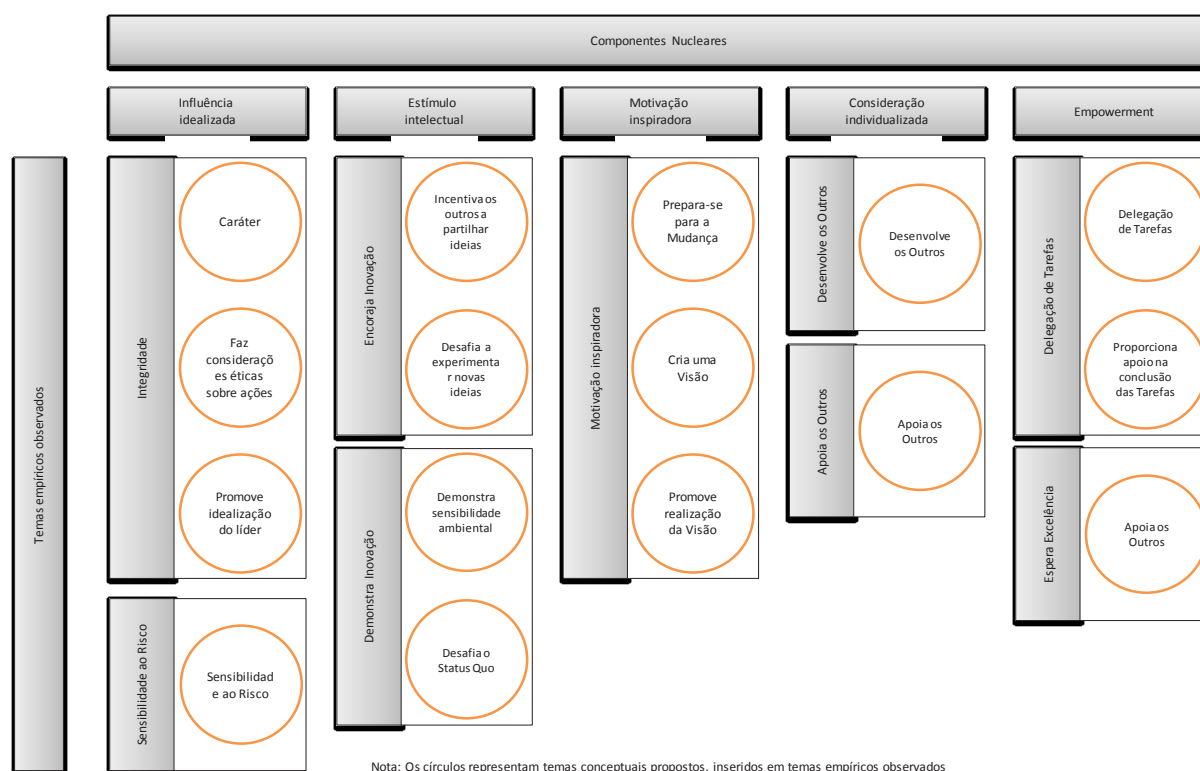 Componentes Nucleares
Influência
idealizada
Estímulo
intelectual
Motivação
inspiradora
Consideração
individualizada
Empowerment
Temas empíricos observados
Integridade
Caráter
Faz
consideraçõ
es éticas
sobre ações
Promove
idealização
do líder
Sensibilidade ao Risco
Sensibilidad
e ao Risco
Encoraja Inovação
Incentiva os
outros a
partilhar
ideias
Desafia a
experimenta
r novas
ideias
Demonstra Inovação
Demonstra
sensibilidade
ambiental
Desafia o
Status Quo
Motivação inspiradora
Prepara-se
para a
Mudança
Cria uma
Visão
Promove
realização
da Visão
Desenvolve os Outros
Desenvolve
os Outros
Apoia os Outros
Apoia os
Outros
Delegação de Tarefas
Delegação
de Tarefas
Proporciona
apoio na
conclusão
das Tarefas
Espera Excelência
Apoia os
Outros
Nota: Os círculos representam temas conceptuais propostos, inseridos em temas empíricos observados